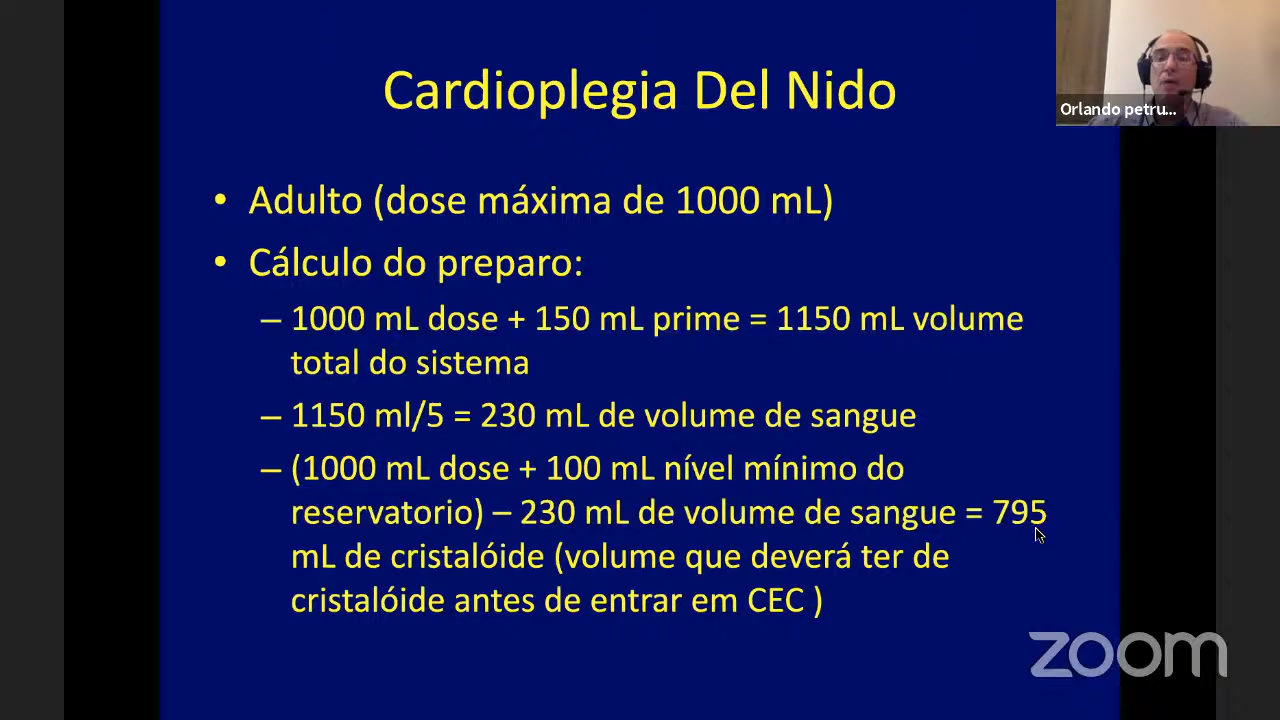 Cardioplegia Del Nido
Orlando petru...
• Adulto (dose máxima de 1000 mL)
• Cálculo do preparo:
– 1000 mL dose + 150 mL prime = 1150 mL volume
total do sistema
– 1150 ml/5 = 230 mL de volume de sangue
– (1000 mL dose + 100 mL nível mínimo do
reservatorio) – 230 mL de volume de sangue = 795
mL de cristalóide (volume que deverá ter de
cristalóide antes de entrar em CEC )
zoom